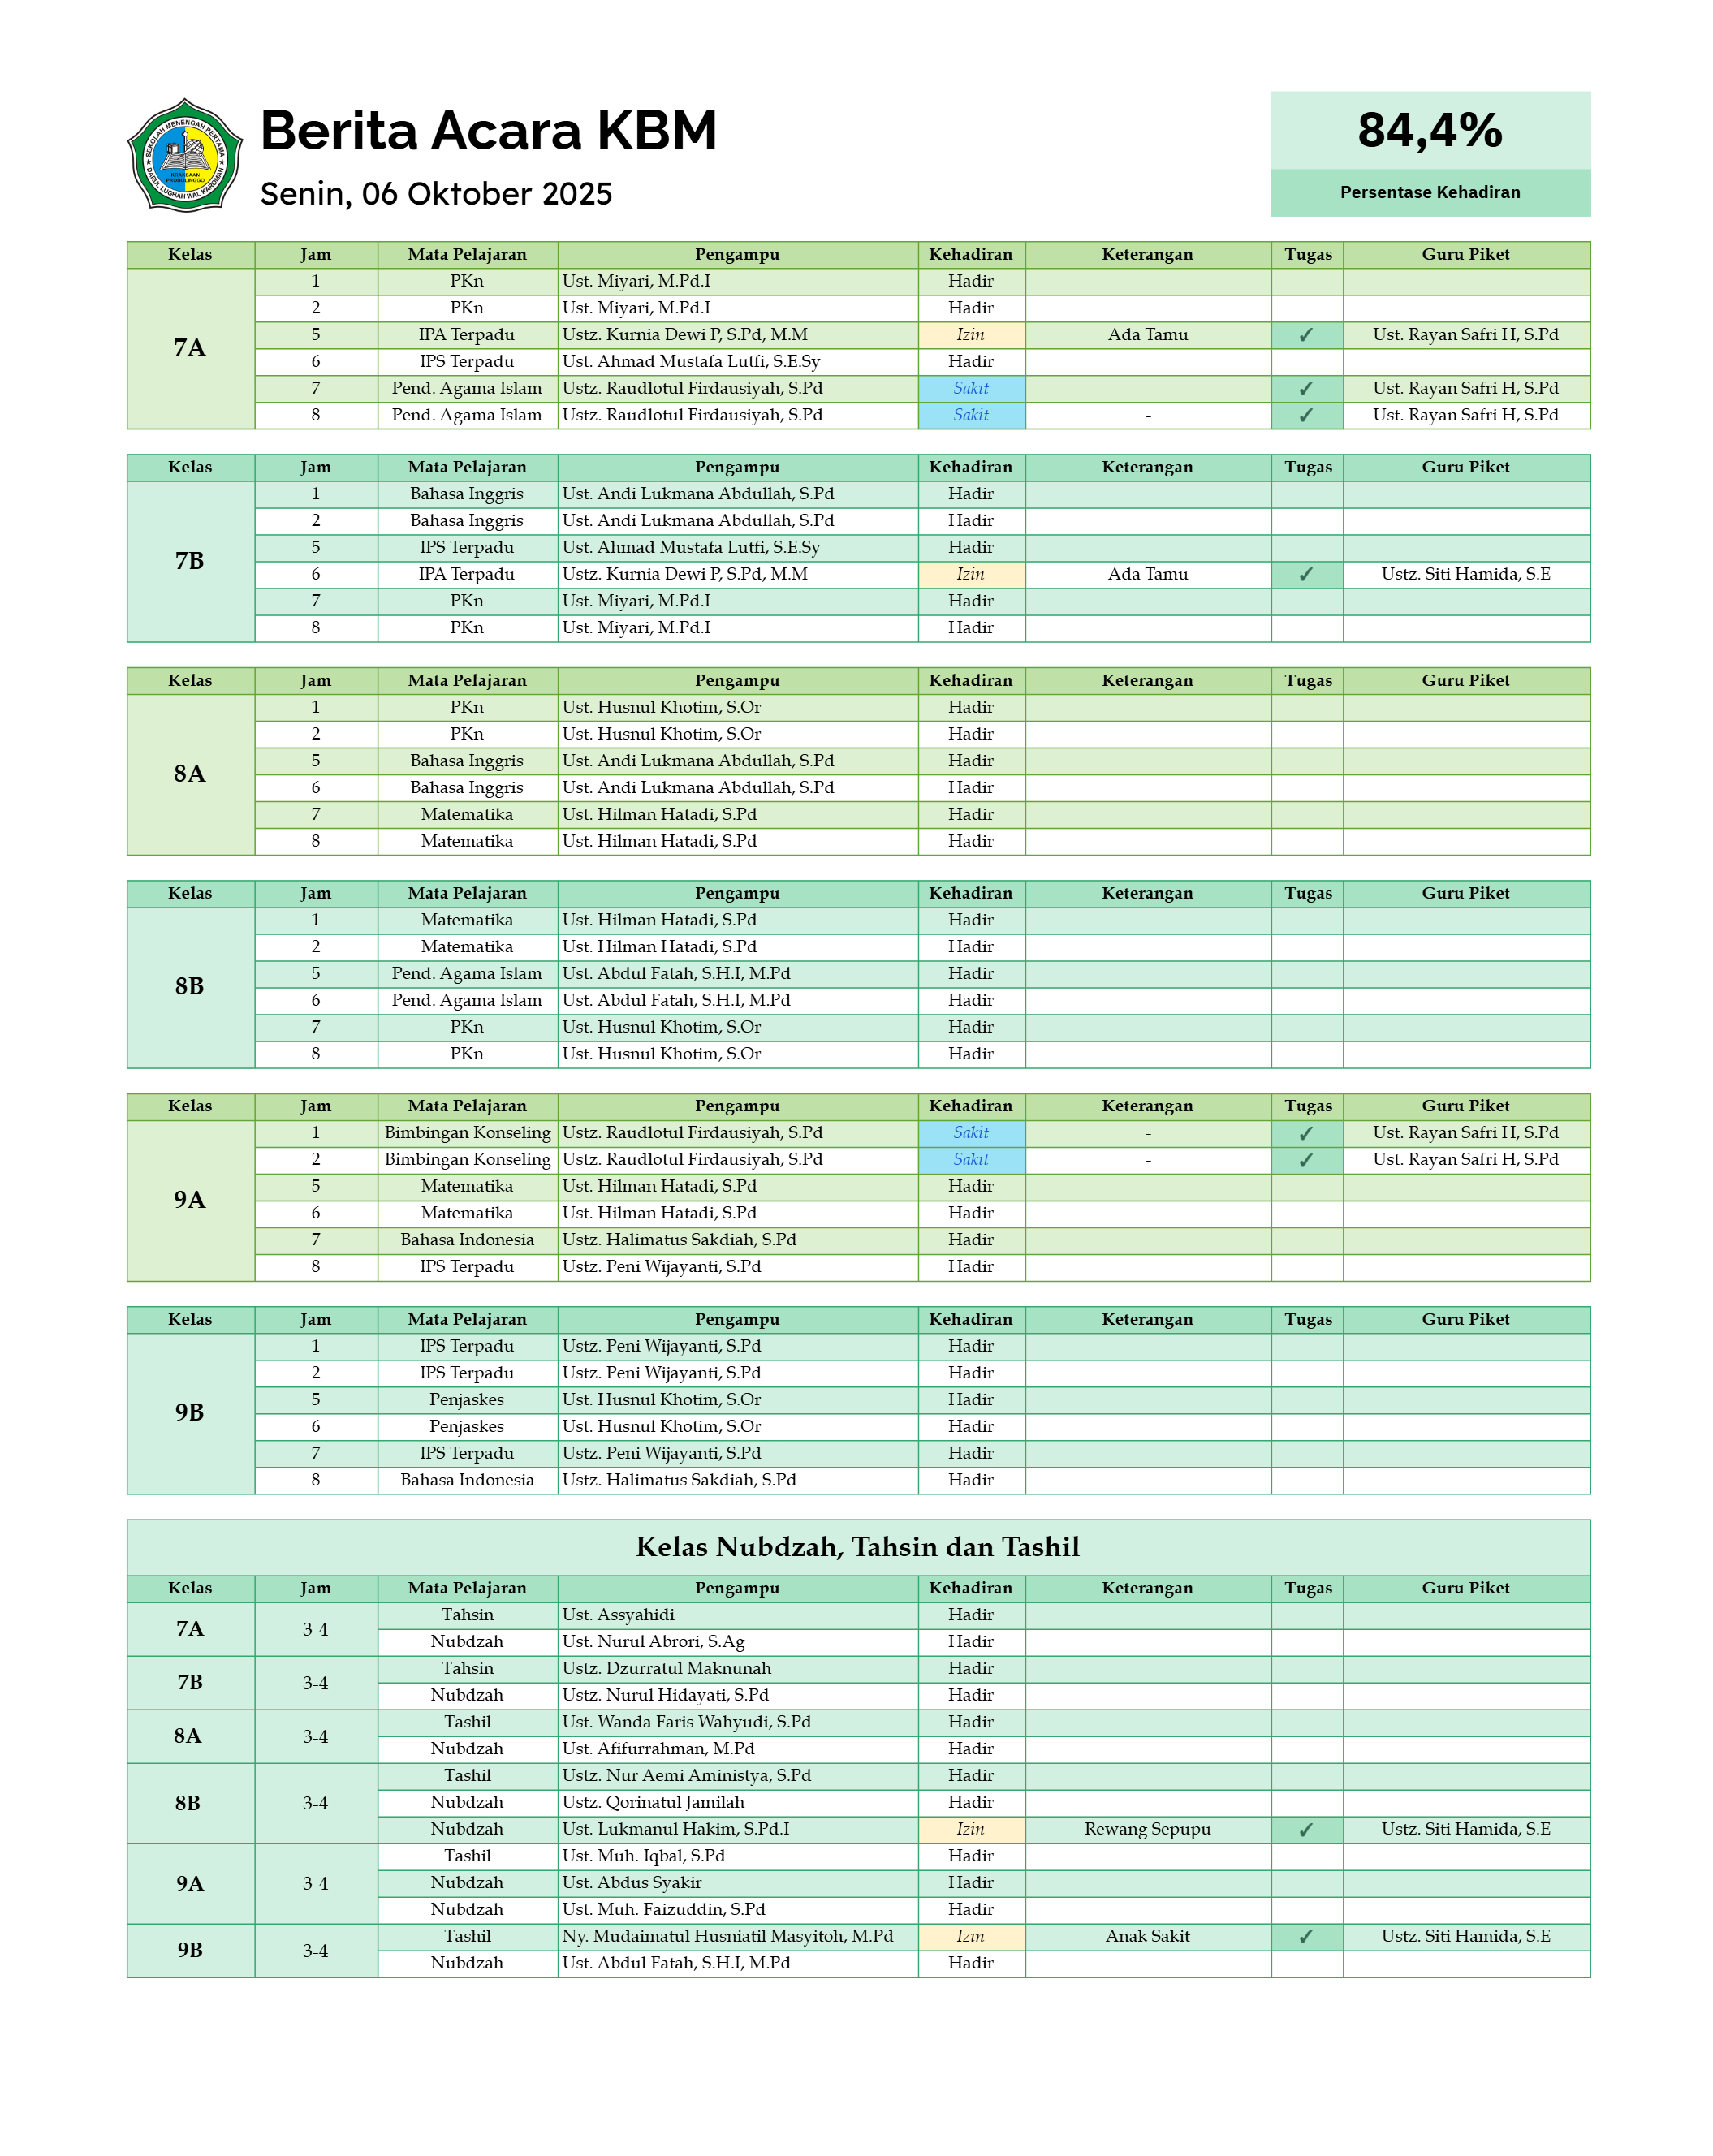 SEKOLAH MENENGAH PERTAMA
DARUL LUGHAH WAL KAROMAH
KRAKSAAN
PROBOLINGGO
Berita Acara KBM
Senin, 06 Oktober 2025
84,4%
Persentase Kehadiran
Kelas Jam Mata Pelajaran Pengampu Kehadiran Keterangan Tugas Guru Piket
7A
1 PKn Ust. Miyari, M.Pd.I Hadir
2 PKn Ust. Miyari, M.Pd.I Hadir
5 IPA Terpadu Ustz. Kurnia Dewi P, S.Pd, M.M Izin Ada Tamu ✓ Ust. Rayan Safri H, S.Pd
6 IPS Terpadu Ust. Ahmad Mustafa Lutfi, S.E.Sy Hadir
7 Pend. Agama Islam Ustz. Raudlotul Firdausiyah, S.Pd Sakit - ✓ Ust. Rayan Safri H, S.Pd
8 Pend. Agama Islam Ustz. Raudlotul Firdausiyah, S.Pd Sakit - ✓ Ust. Rayan Safri H, S.Pd
Kelas Jam Mata Pelajaran Pengampu Kehadiran Keterangan Tugas Guru Piket
7B
1 Bahasa Inggris Ust. Andi Lukmana Abdullah, S.Pd Hadir
2 Bahasa Inggris Ust. Andi Lukmana Abdullah, S.Pd Hadir
5 IPS Terpadu Ust. Ahmad Mustafa Lutfi, S.E.Sy Hadir
6 IPA Terpadu Ustz. Kurnia Dewi P, S.Pd, M.M Izin Ada Tamu ✓ Ustz. Siti Hamida, S.E
7 PKn Ust. Miyari, M.Pd.I Hadir
8 PKn Ust. Miyari, M.Pd.I Hadir
Kelas Jam Mata Pelajaran Pengampu Kehadiran Keterangan Tugas Guru Piket
8A
1 PKn Ust. Husnul Khotim, S.Or Hadir
2 PKn Ust. Husnul Khotim, S.Or Hadir
5 Bahasa Inggris Ust. Andi Lukmana Abdullah, S.Pd Hadir
6 Bahasa Inggris Ust. Andi Lukmana Abdullah, S.Pd Hadir
7 Matematika Ust. Hilman Hatadi, S.Pd Hadir
8 Matematika Ust. Hilman Hatadi, S.Pd Hadir
Kelas Jam Mata Pelajaran Pengampu Kehadiran Keterangan Tugas Guru Piket
8B
1 Matematika Ust. Hilman Hatadi, S.Pd Hadir
2 Matematika Ust. Hilman Hatadi, S.Pd Hadir
5 Pend. Agama Islam Ust. Abdul Fatah, S.H.I, M.Pd Hadir
6 Pend. Agama Islam Ust. Abdul Fatah, S.H.I, M.Pd Hadir
7 PKn Ust. Husnul Khotim, S.Or Hadir
8 PKn Ust. Husnul Khotim, S.Or Hadir
Kelas Jam Mata Pelajaran Pengampu Kehadiran Keterangan Tugas Guru Piket
9A
1 Bimbingan Konseling Ustz. Raudlotul Firdausiyah, S.Pd Sakit - ✓ Ust. Rayan Safri H, S.Pd
2 Bimbingan Konseling Ustz. Raudlotul Firdausiyah, S.Pd Sakit - ✓ Ust. Rayan Safri H, S.Pd
5 Matematika Ust. Hilman Hatadi, S.Pd Hadir
6 Matematika Ust. Hilman Hatadi, S.Pd Hadir
7 Bahasa Indonesia Ustz. Halimatus Sakdiah, S.Pd Hadir
8 IPS Terpadu Ustz. Peni Wijayanti, S.Pd Hadir
Kelas Jam Mata Pelajaran Pengampu Kehadiran Keterangan Tugas Guru Piket
9B
1 IPS Terpadu Ustz. Peni Wijayanti, S.Pd Hadir
2 IPS Terpadu Ustz. Peni Wijayanti, S.Pd Hadir
5 Penjaskes Ust. Husnul Khotim, S.Or Hadir
6 Penjaskes Ust. Husnul Khotim, S.Or Hadir
7 IPS Terpadu Ustz. Peni Wijayanti, S.Pd Hadir
8 Bahasa Indonesia Ustz. Halimatus Sakdiah, S.Pd Hadir
Kelas Nubdzah, Tahsin dan Tashil
Kelas Jam Mata Pelajaran Pengampu Kehadiran Keterangan Tugas Guru Piket
7A 3-4
Tahsin Ust. Assyahidi Hadir
Nubdzah Ust. Nurul Abrori, S.Ag Hadir
7B 3-4
Tahsin Ustz. Dzurratul Maknunah Hadir
Nubdzah Ustz. Nurul Hidayati, S.Pd Hadir
8A 3-4
Tashil Ust. Wanda Faris Wahyudi, S.Pd Hadir
Nubdzah Ust. Afifurrahman, M.Pd Hadir
8B 3-4
Tashil Ustz. Nur Aemi Aministya, S.Pd Hadir
Nubdzah Ustz. Qorinatul Jamilah Hadir
Nubdzah Ust. Lukmanul Hakim, S.Pd.I Izin Rewang Sepupu ✓ Ustz. Siti Hamida, S.E
9A 3-4
Tashil Ust. Muh. Iqbal, S.Pd Hadir
Nubdzah Ust. Abdus Syakir Hadir
Nubdzah Ust. Muh. Faizuddin, S.Pd Hadir
9B 3-4
Tashil Ny. Mudaimatul Husniatil Masyitoh, M.Pd Izin Anak Sakit ✓ Ustz. Siti Hamida, S.E
Nubdzah Ust. Abdul Fatah, S.H.I, M.Pd Hadir